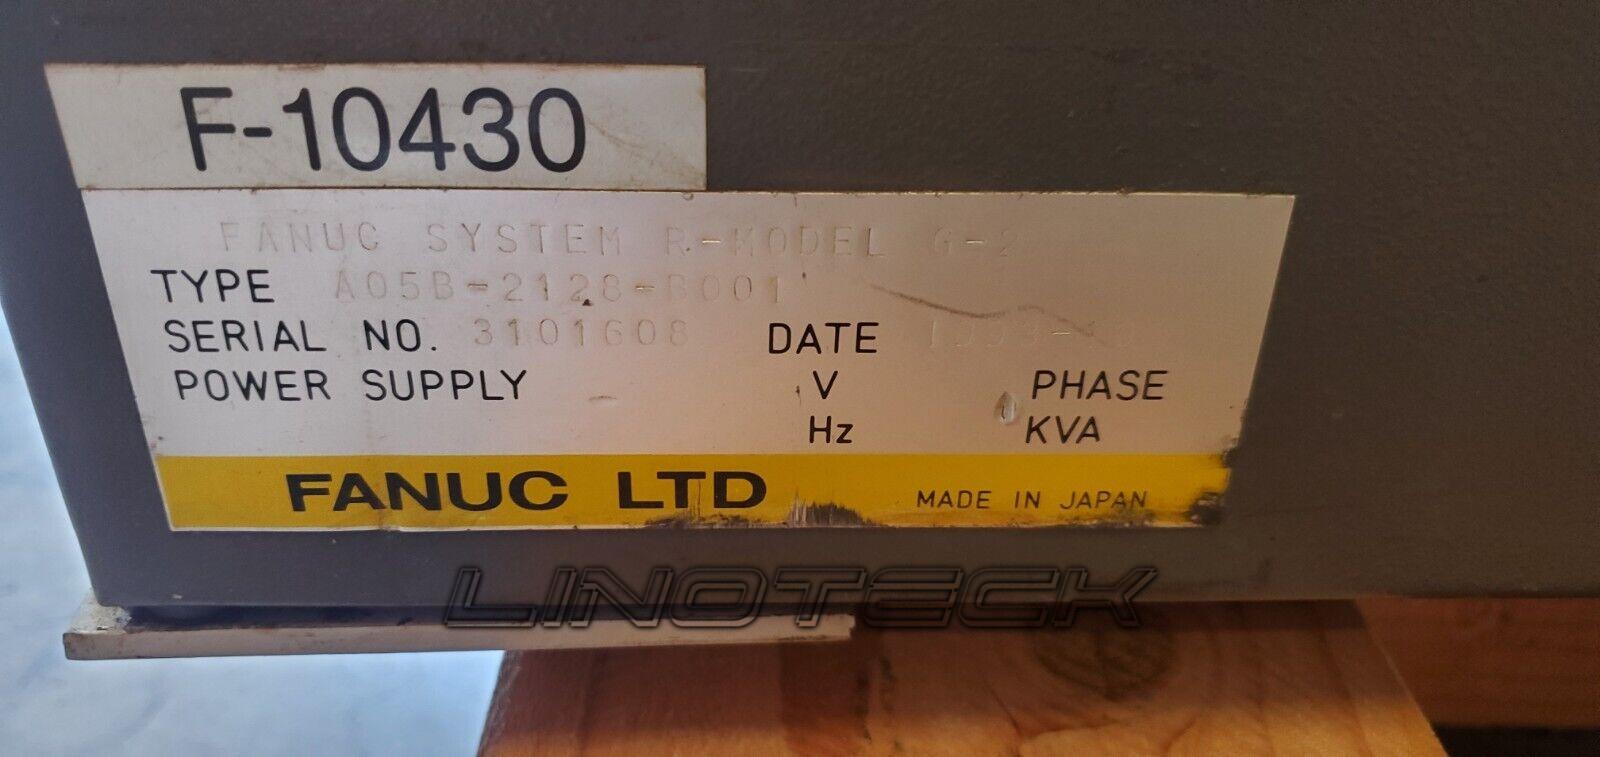 F-10430
FANUC SYSTEM R-MODEL G-2
TYPE A05B-2128-B001
SERIAL NO. 3101608 DATE
POWER SUPPLY V PHASE
Hz KVA
FANUC LTD MADE IN JAPAN
LINOTECK